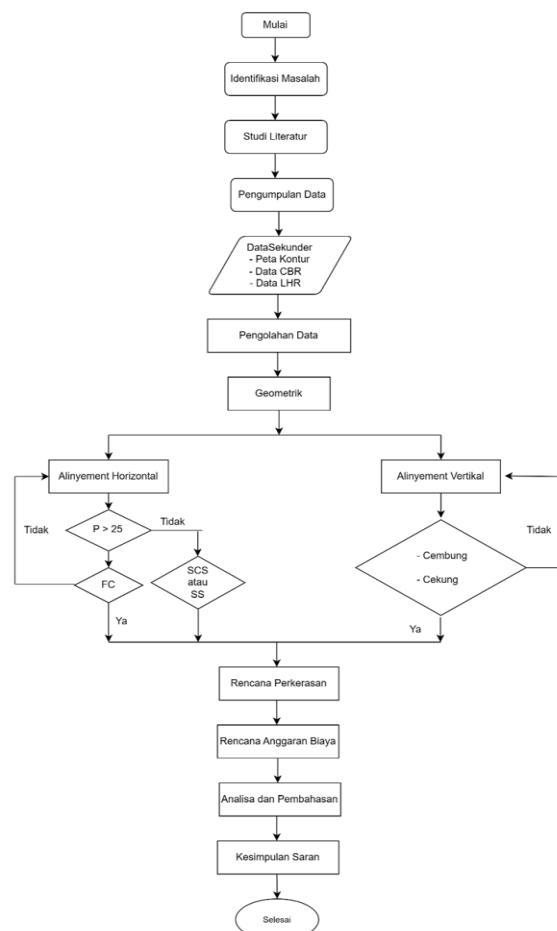 Mulai
Identifikasi Masalah
Studi Literatur
Pengumpulan Data
DataSekunder
- Peta Kontur
- Data CBR
- Data LHR
Pengolahan Data
Geometrik
Alinyement Horizontal
Alinyement Vertikal
Tidak
P > 25
Tidak
FC
SCS
atau
SS
Ya
- Cembung
- Cekung
Tidak
Ya
Rencana Perkerasan
Rencana Anggaran Biaya
Analisa dan Pembahasan
Kesimpulan Saran
Selesai